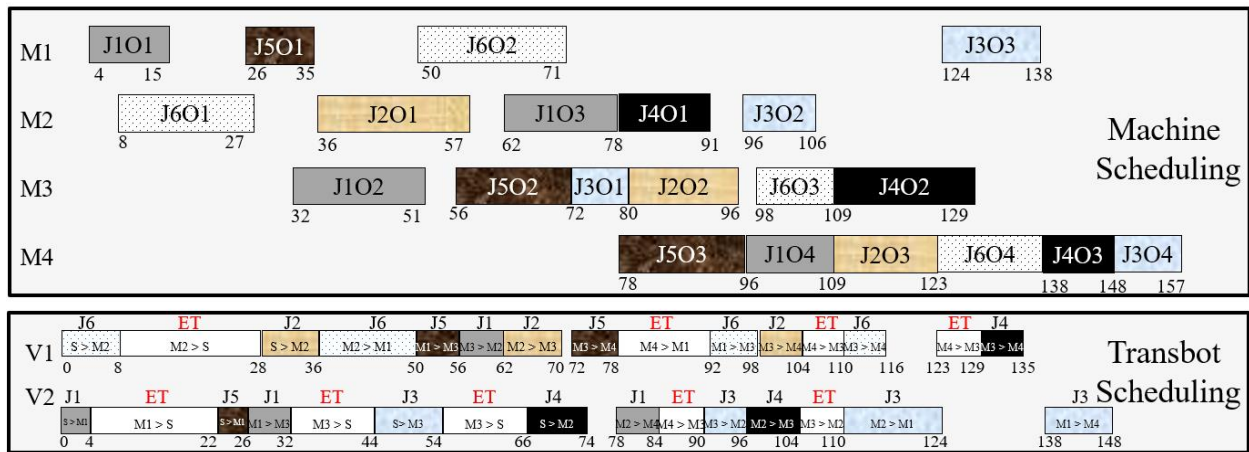 M1 J1O1 J5O1 J6O2 J3O3
4 15 26 35 50 71 124 138
M2 J6O1 J2O1 J1O3 J4O1 J3O2
8 27 36 57 62 78 91 96 106
Machine
Scheduling
M3 J1O2 J5O2 J3O1 J2O2 J6O3 J4O2
32 51 56 72 80 96 98 109 129
M4 J5O3 J1O4 J2O3 J6O4 J4O3 J3O4
78 96 109 123 138 148 157
J6 ET J2 J6 J5 J1 J2 J5 ET J6 J2 ET J6 ET J4
V1 S > M2 M2 > S S > M2 M2 > M1 M1 > M3 M3 > M2 M2 > M3 M3 > M4 M4 > M1 M1 > M3 M3 > M4 M4 > M3 M3 > M4 M4 > M3 M3 > M4
0 8 28 36 50 56 62 70 72 78 92 98 104 110 116 123 129 135
Transbot
Scheduling
V2
J1 ET J5 J1 ET J3 ET J4 J1 ET J3 J4 ET J3 J3
S > M1 M1 > S S > M1 M1 > M3 M3 > S S > M3 M3 > S S > M2 M2 > M4 M4 > M3 M3 > M2 M2 > M3 M3 > M2 M2 > M1 M1 > M4
0 4 22 26 32 44 54 66 74 78 84 90 96 104 110 124 138 148